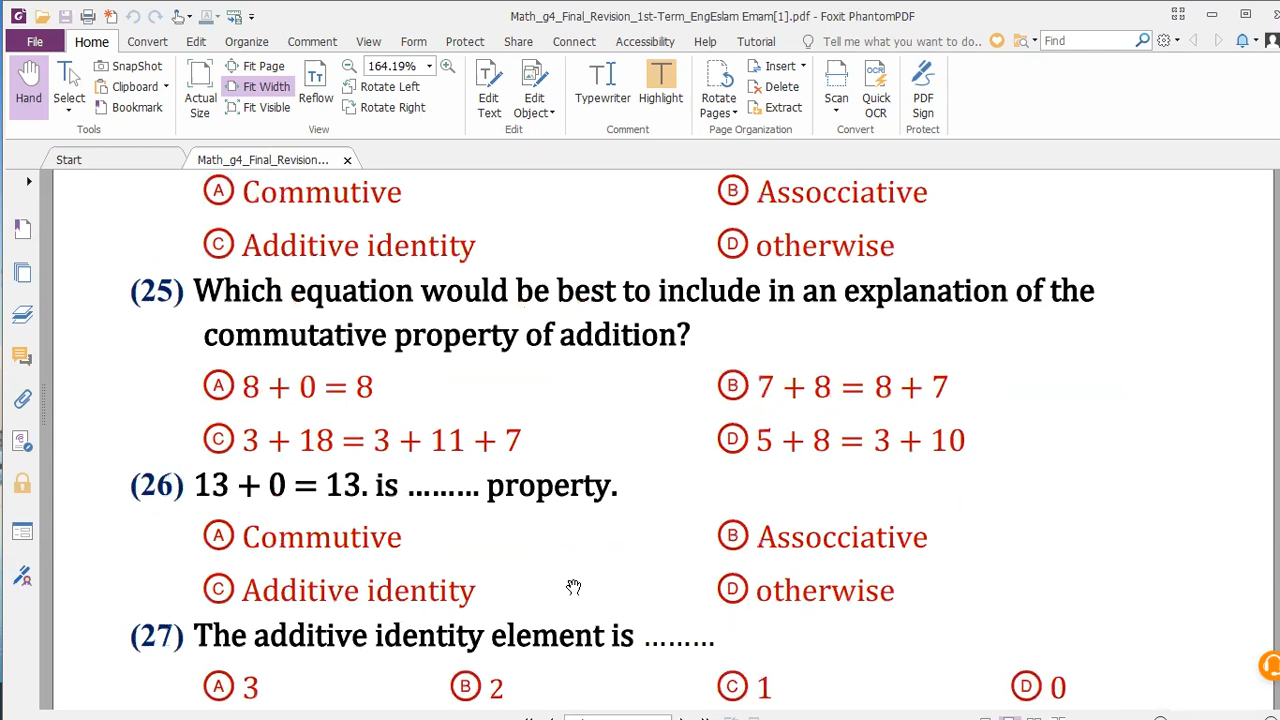 Math_g4_Final_Revision_1st-Term_EngEslam Emam[1].pdf - Foxit PhantomPDF
File Home Convert Edit Organize Comment View Form Protect Share Connect Accessibility Help Tutorial Tell me what you want to do.. Find
SnapShot Fit Page 164.19% Insert
Hand Select Clipboard Actual Size Fit Width Reflow Rotate Left Edit Text Edit Object Typewriter Highlight Rotate Pages Delete Scan Quick OCR PDF Sign
Bookmark Fit Visible Rotate Right Extract
Tools View Edit Comment Page Organization Convert Protect
Start Math_g4_Final_Revision...
A Commutive B Assocciative
C Additive identity D otherwise
(25) Which equation would be best to include in an explanation of the
commutative property of addition?
A 8 + 0 = 8 B 7 + 8 = 8 + 7
C 3 + 18 = 3 + 11 + 7 D 5 + 8 = 3 + 10
(26) 13 + 0 = 13. is ……… property.
A Commutive B Assocciative
C Additive identity D otherwise
(27) The additive identity element is ………
A 3 B 2 C 1 D 0